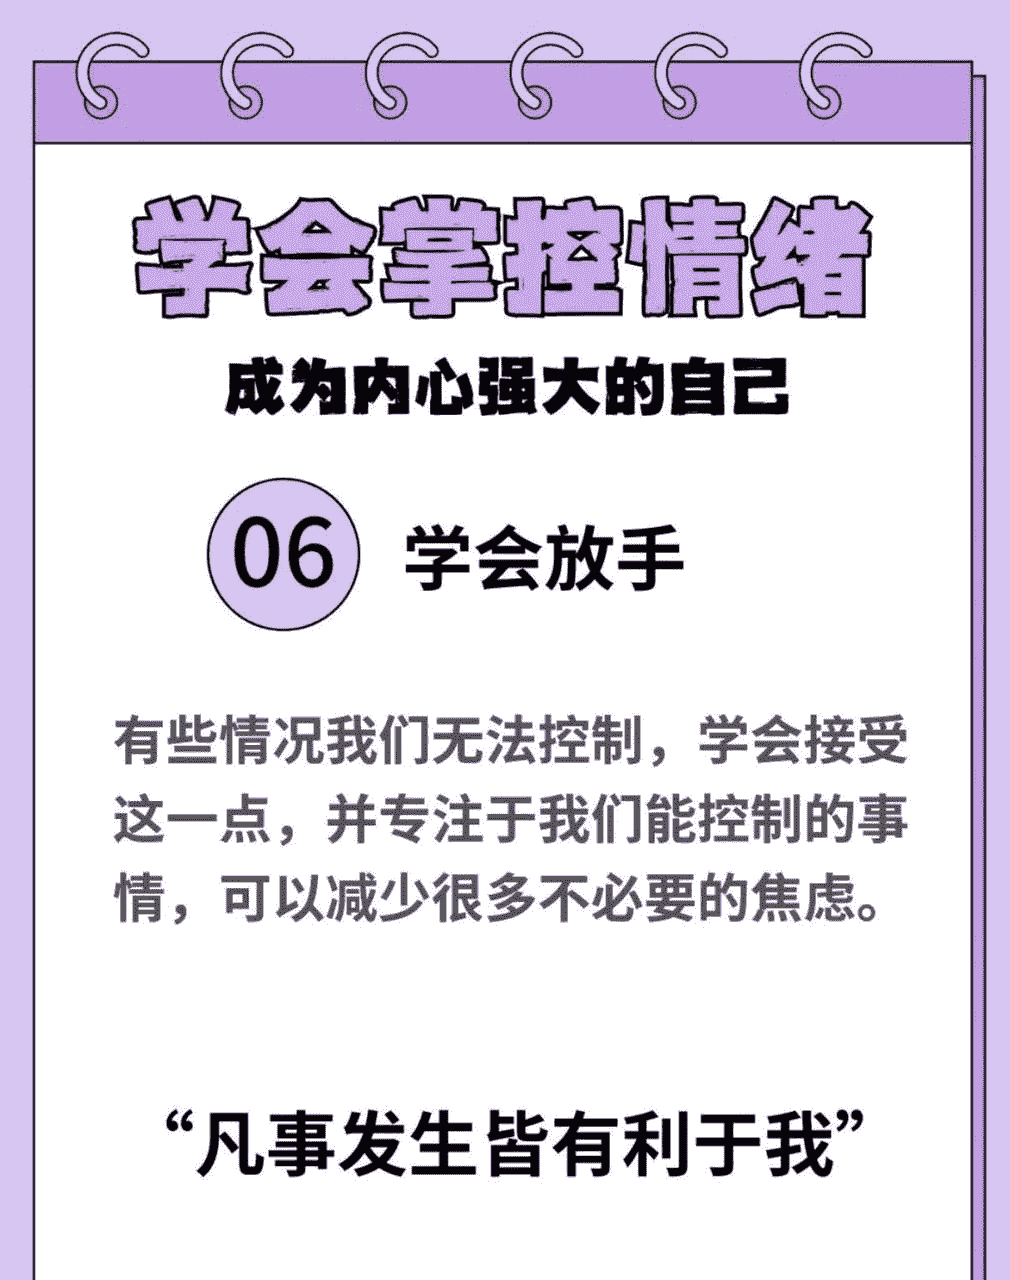 学会掌控情绪
成为内心强大的自己
06 学会放手
有些情况我们无法控制，学会接受
这一点，并专注于我们能控制的事
情，可以减少很多不必要的焦虑。
“凡事发生皆有利于我”